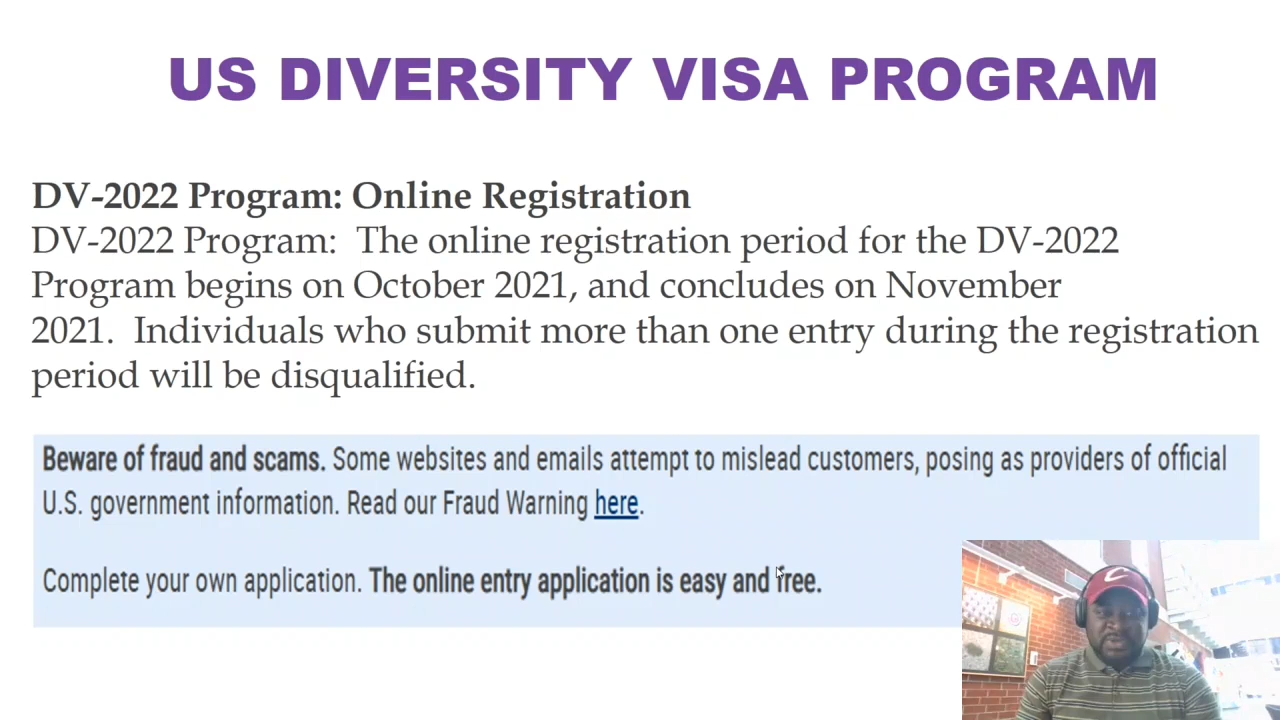 US DIVERSITY VISA PROGRAM
DV-2022 Program: Online Registration
DV-2022 Program:  The online registration period for the DV-2022
Program begins on October 2021, and concludes on November
2021.  Individuals who submit more than one entry during the registration
period will be disqualified.
Beware of fraud and scams. Some websites and emails attempt to mislead customers, posing as providers of official
U.S. government information. Read our Fraud Warning here.
Complete your own application. The online entry application is easy and free.
C